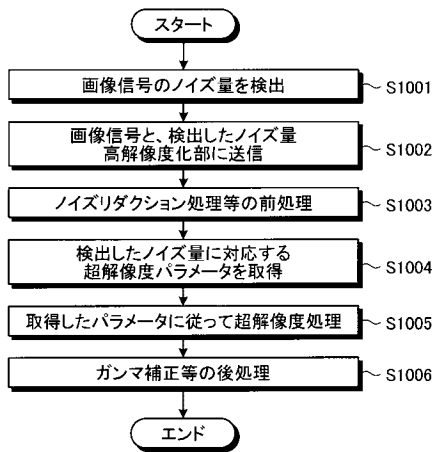 スタート
画像信号のノイズ量を検出
S1001
画像信号と、検出したノイズ量
高解像度化部に送信
S1002
ノイズリダクション処理等の前処理
S1003
検出したノイズ量に対応する
超解像度パラメータを取得
S1004
取得したパラメータに従って超解像度処理
S1005
ガンマ補正等の後処理
S1006
エンド